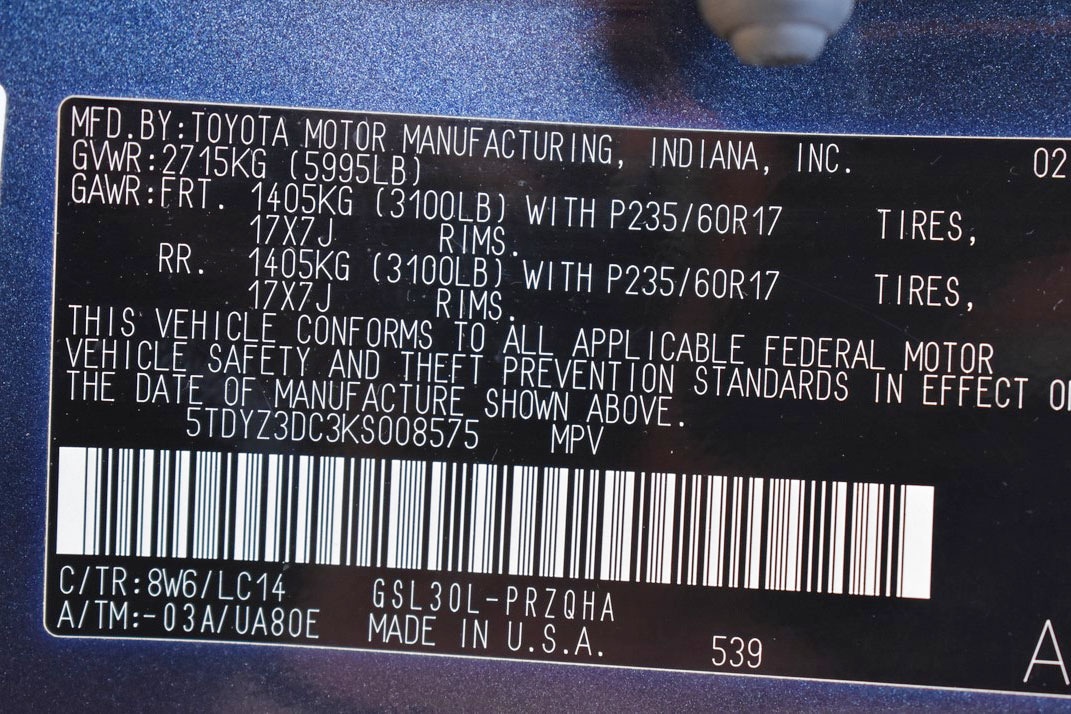 MFD.BY:TOYOTA MOTOR MANUFACTURING, INDIANA, INC. 02
GVWR:2715KG (5995LB)
GAWR:FRT. 1405KG (3100LB) WITH P235/60R17 TIRES,
17X7J RIMS.
RR. 1405KG (3100LB) WITH P235/60R17 TIRES,
17X7J RIMS.
THIS VEHICLE CONFORMS TO ALL APPLICABLE FEDERAL MOTOR
VEHICLE SAFETY AND THEFT PREVENTION STANDARDS IN EFFECT
THE DATE OF MANUFACTURE SHOWN ABOVE.
5TDYZ3DC3KS008575 MPV
C/TR:8W6/LC14 GSL30L-PRZQHA
A/TM:-03A/UA80E MADE IN U.S.A. 539 A